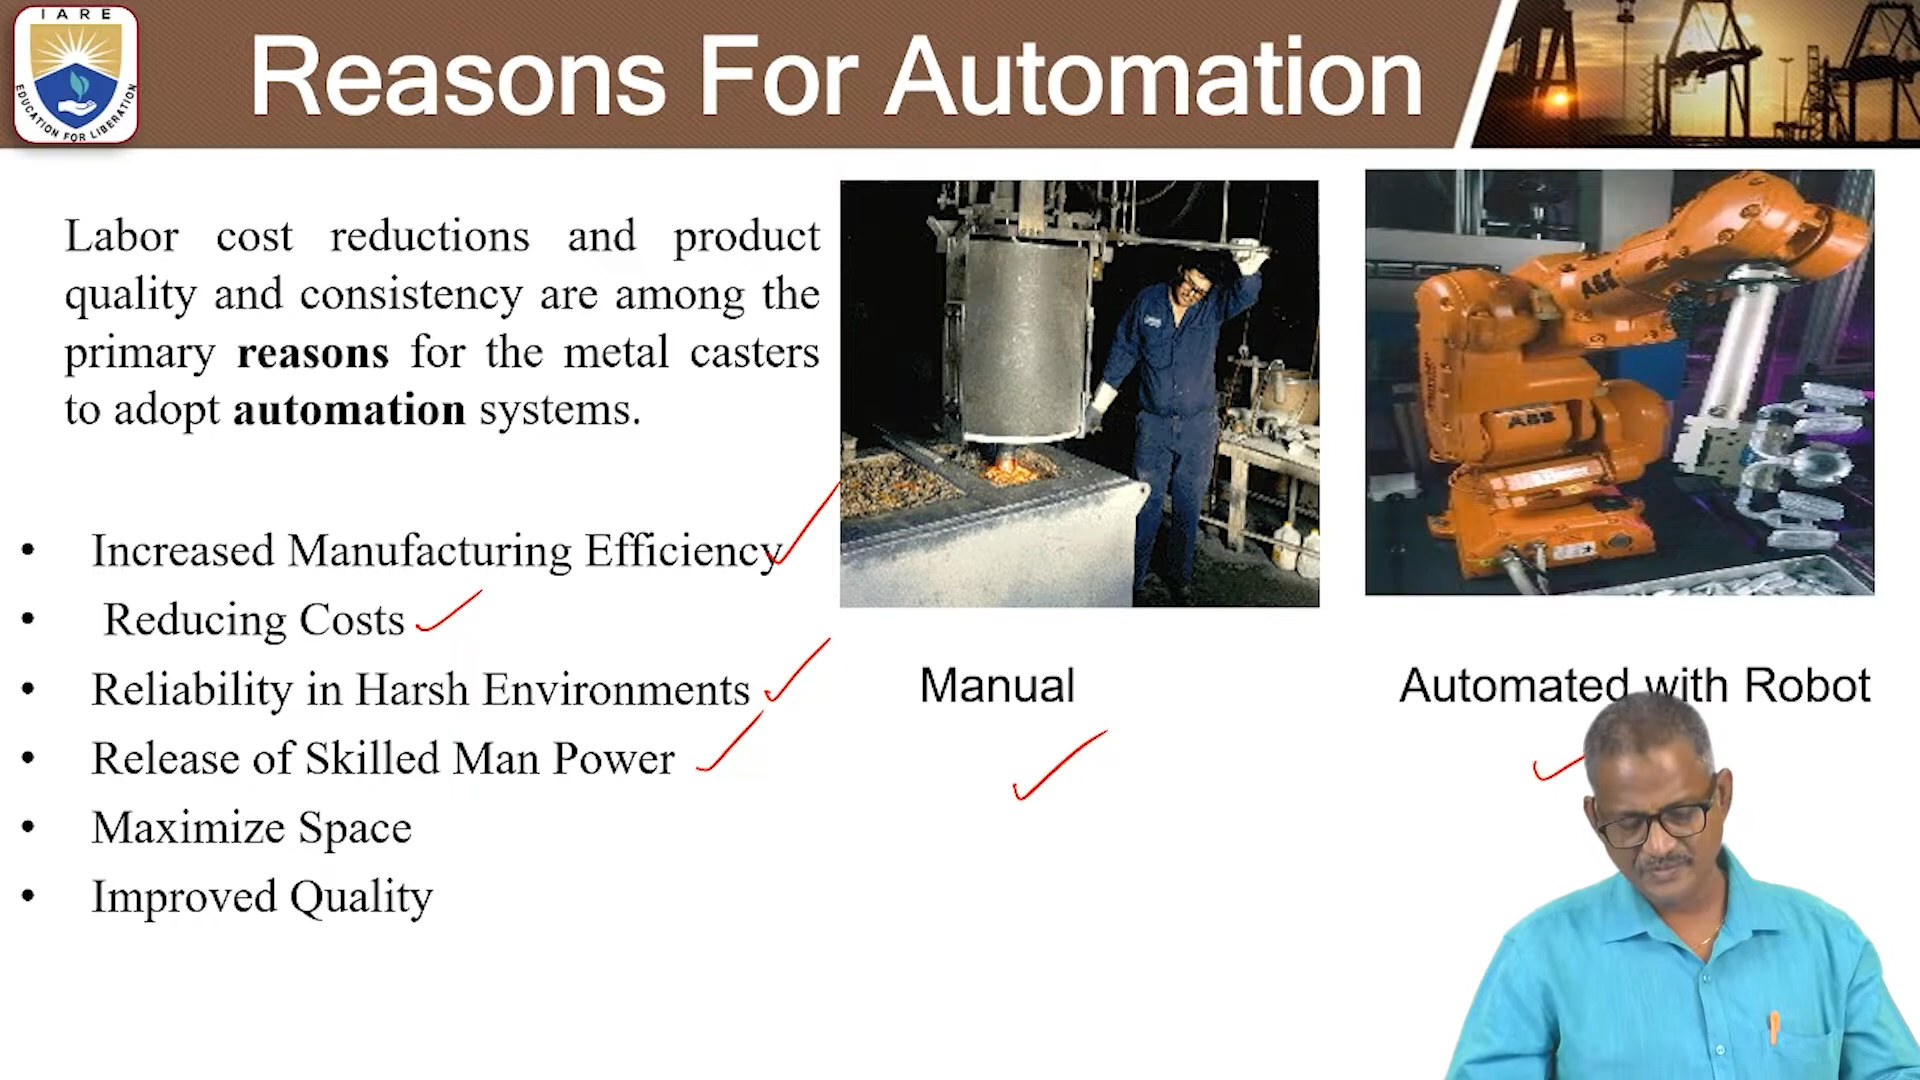 IARE
EDUCATION FOR LIBERATION
Reasons For Automation
Labor cost reductions and product
quality and consistency are among the
primary reasons for the metal casters
to adopt automation systems.
• Increased Manufacturing Efficiency
• Reducing Costs
• Reliability in Harsh Environments
• Release of Skilled Man Power
• Maximize Space
• Improved Quality
ABB
ABB
Manual
Automated with Robot